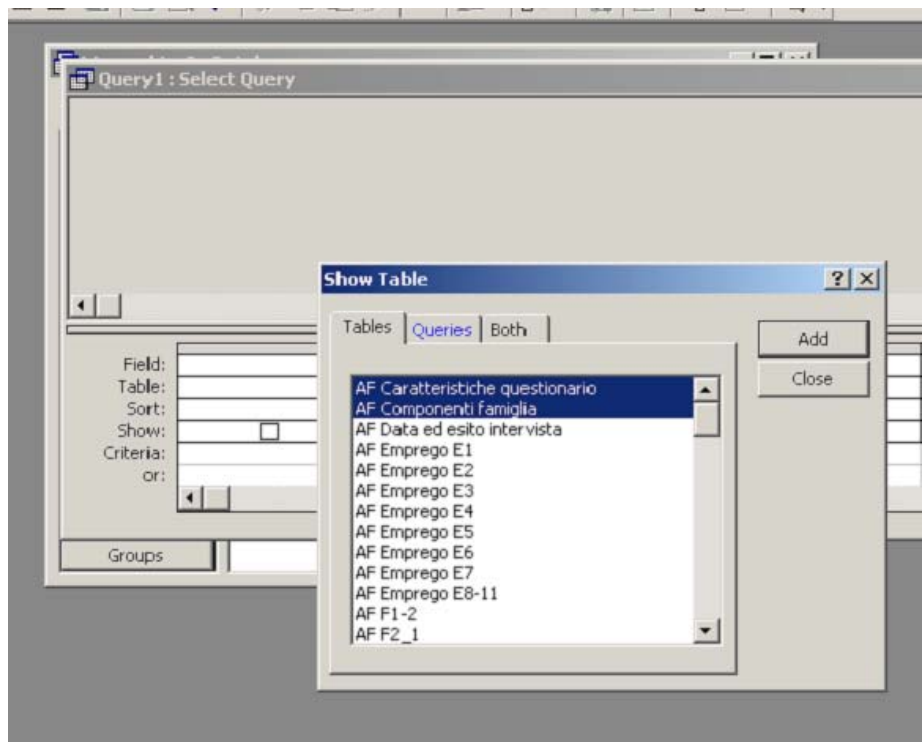 Query1 : Select Query
Show Table
Tables
Queries
Both
Add
Close
AF Caratteristiche questionario
AF Componenti famiglia
AF Data ed esito intervista
AF Emprego E1
AF Emprego E2
AF Emprego E3
AF Emprego E4
AF Emprego E5
AF Emprego E6
AF Emprego E7
AF Emprego E8-11
AF F1-2
AF F2_1
Field:
Table:
Sort:
Show:
Criteria:
or:
Groups